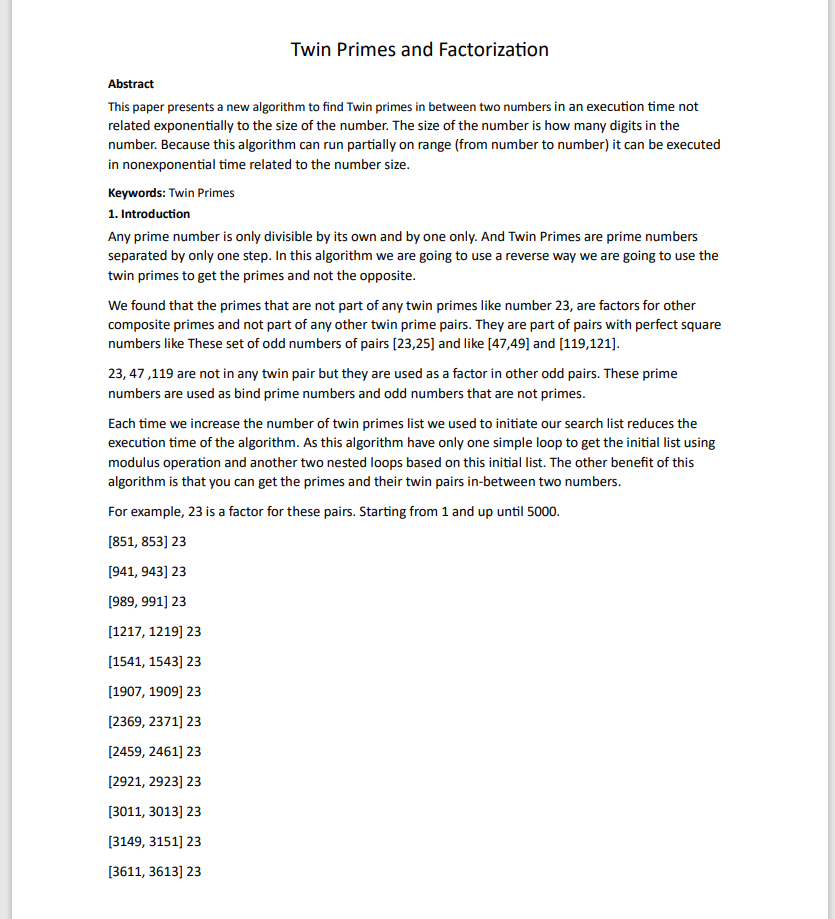 Twin Primes and Factorization
Abstract
This paper presents a new algorithm to find Twin primes in between two numbers in an execution time not
related exponentially to the size of the number. The size of the number is how many digits in the
number. Because this algorithm can run partially on range (from number to number) it can be executed
in nonexponential time related to the number size.
Keywords: Twin Primes
1. Introduction
Any prime number is only divisible by its own and by one only. And Twin Primes are prime numbers
separated by only one step. In this algorithm we are going to use a reverse way we are going to use the
twin primes to get the primes and not the opposite.
We found that the primes that are not part of any twin primes like number 23, are factors for other
composite primes and not part of any other twin prime pairs. They are part of pairs with perfect square
numbers like These set of odd numbers of pairs [23,25] and like [47,49] and [119,121].
23, 47 ,119 are not in any twin pair but they are used as a factor in other odd pairs. These prime
numbers are used as bind prime numbers and odd numbers that are not primes.
Each time we increase the number of twin primes list we used to initiate our search list reduces the
execution time of the algorithm. As this algorithm have only one simple loop to get the initial list using
modulus operation and another two nested loops based on this initial list. The other benefit of this
algorithm is that you can get the primes and their twin pairs in-between two numbers.
For example, 23 is a factor for these pairs. Starting from 1 and up until 5000.
[851, 853] 23
[941, 943] 23
[989, 991] 23
[1217, 1219] 23
[1541, 1543] 23
[1907, 1909] 23
[2369, 2371] 23
[2459, 2461] 23
[2921, 2923] 23
[3011, 3013] 23
[3149, 3151] 23
[3611, 3613] 23